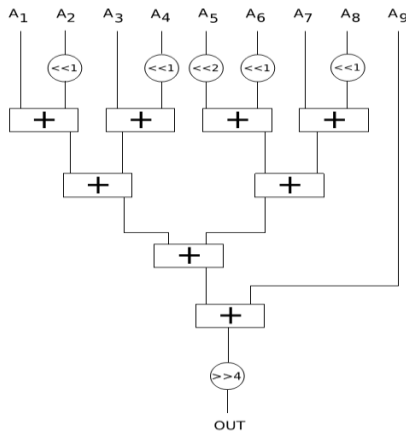 A1 A2 A3 A4 A5 A6 A7 A8 A9
<<1 <<1 <<2 <<1 <<1
+ + + +
+ +
+
+
>>4
OUT